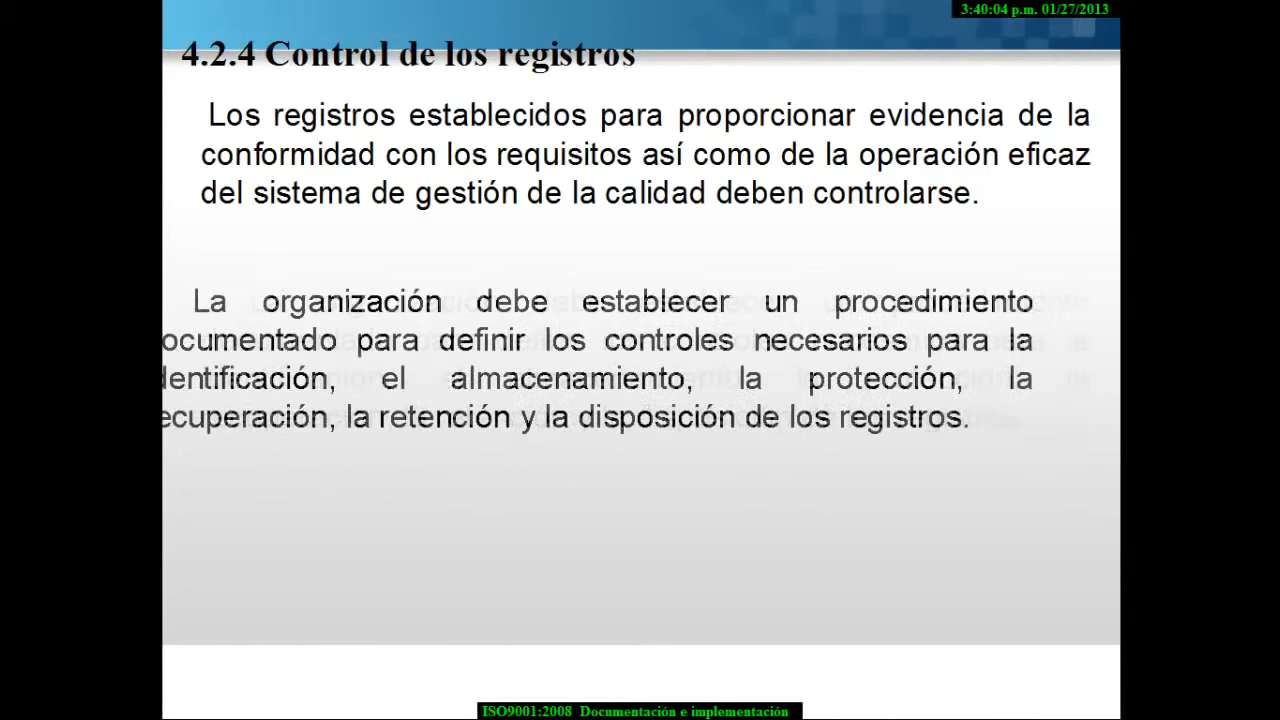 3:40:04 p.m. 01/27/2013
4.2.4 Control de los registros
Los registros establecidos para proporcionar evidencia de la
conformidad con los requisitos así como de la operación eficaz
del sistema de gestión de la calidad deben controlarse.
La organización debe establecer un procedimiento
ocumentado para definir los controles necesarios para la
dentificación, el almacenamiento, la protección, la
ecuperación, la retención y la disposición de los registros.
ISO9001:2008 Documentación e implementación